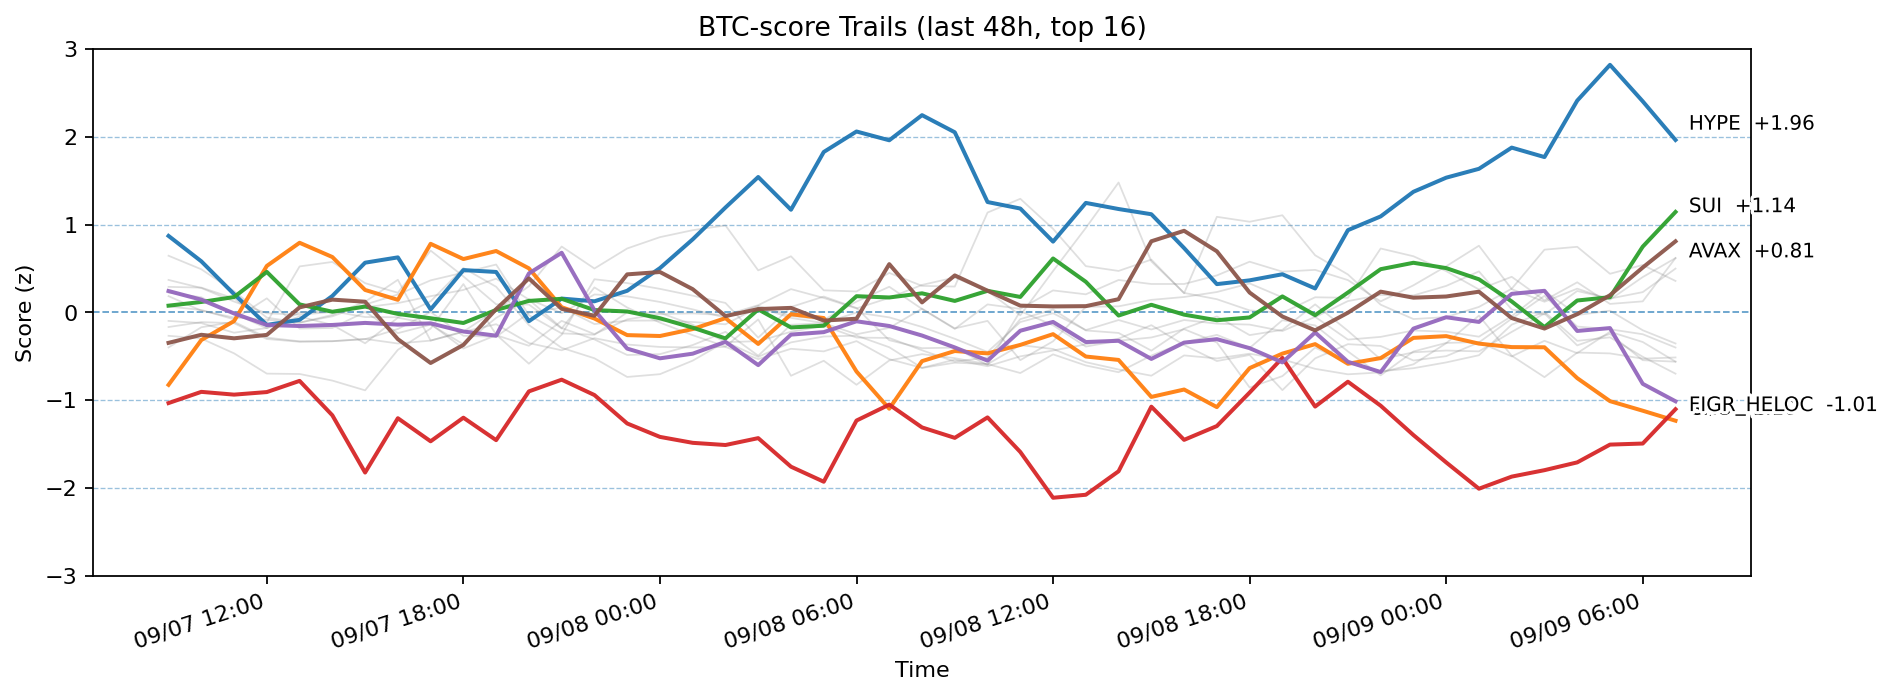 BTC-score Trails (last 48h, top 16)
3
2
1
0
−1
−2
−3
Score (z)
HYPE +1.96
SUI +1.14
AVAX +0.81
FIGR_HELOC -1.01
09/07 12:00
09/07 18:00
09/08 00:00
09/08 06:00
09/08 12:00
09/08 18:00
09/09 00:00
09/09 06:00
Time